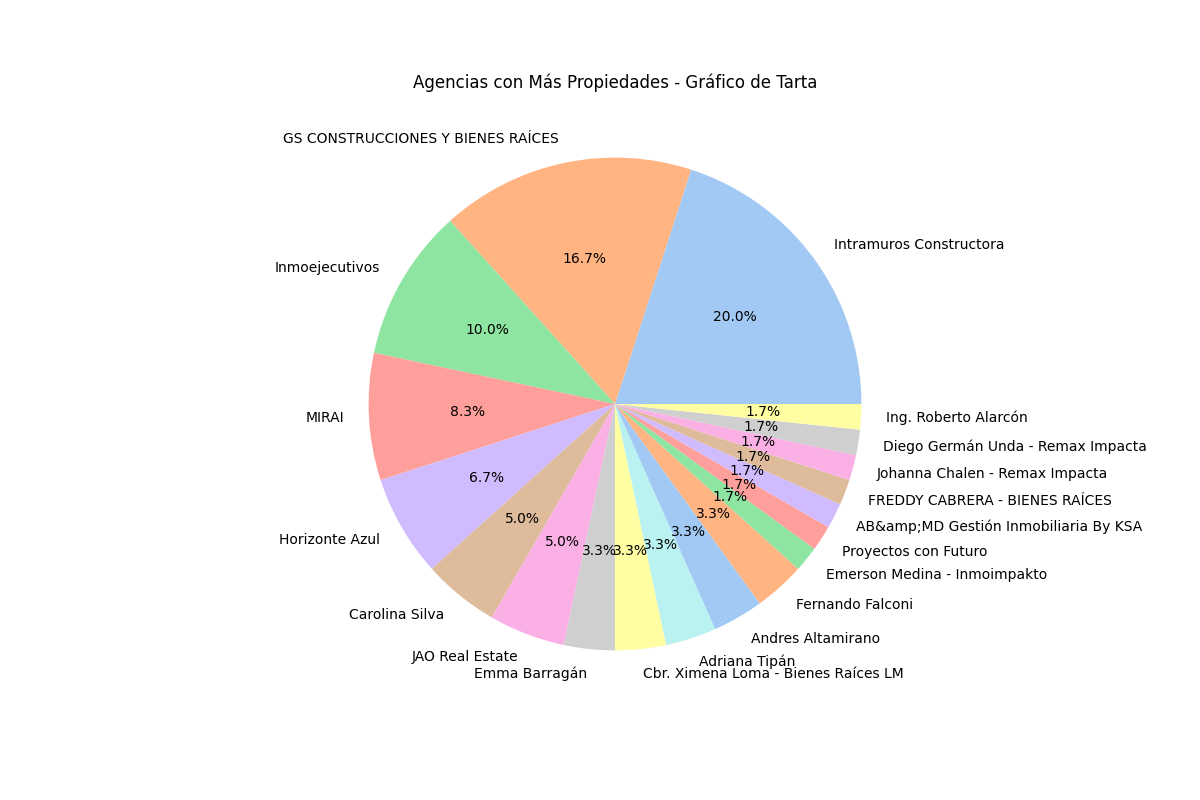 Agencias con Más Propiedades - Gráfico de Tarta
GS CONSTRUCCIONES Y BIENES RAÍCES
Intramuros Constructora
16.7%
Inmoejecutivos
20.0%
10.0%
MIRAI
8.3%
1.7%
Ing. Roberto Alarcón
1.7%
Diego Germán Unda - Remax Impacta
1.7%
Johanna Chalen - Remax Impacta
1.7%
FREDDY CABRERA - BIENES RAÍCES
1.7%
AB&amp;MD Gestión Inmobiliaria By KSA
1.7%
Proyectos con Futuro
1.7%
Emerson Medina - Inmoimpakto
6.7%
Horizonte Azul
5.0%
Carolina Silva
5.0%
JAO Real Estate
3.3%
Emma Barragán
3.3%
Cbr. Ximena Loma - Bienes Raíces LM
3.3%
Adriana Tipán
3.3%
Andres Altamirano
3.3%
Fernando Falconi